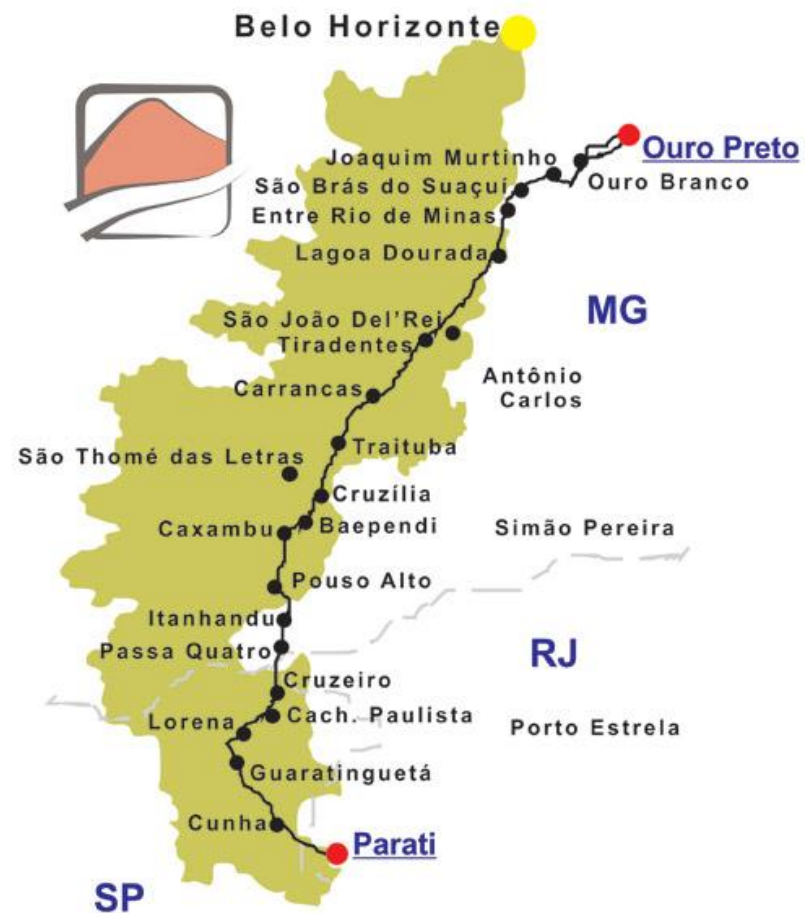 Belo Horizonte
Ouro Preto
Joaquim Murtinho
Ouro Branco
São Brás do Suaçuí
Entre Rio de Minas
Lagoa Dourada
MG
São João Del'Rei
Tiradentes
Antônio
Carlos
Carrancas
Traituba
São Thomé das Letras
Cruzília
Caxambu
Baependi
Simão Pereira
Pouso Alto
Itanhandu
Passa Quatro
RJ
Cruzeiro
Cach. Paulista
Lorena
Porto Estrela
Guaratinguetá
Cunha
Parati
SP